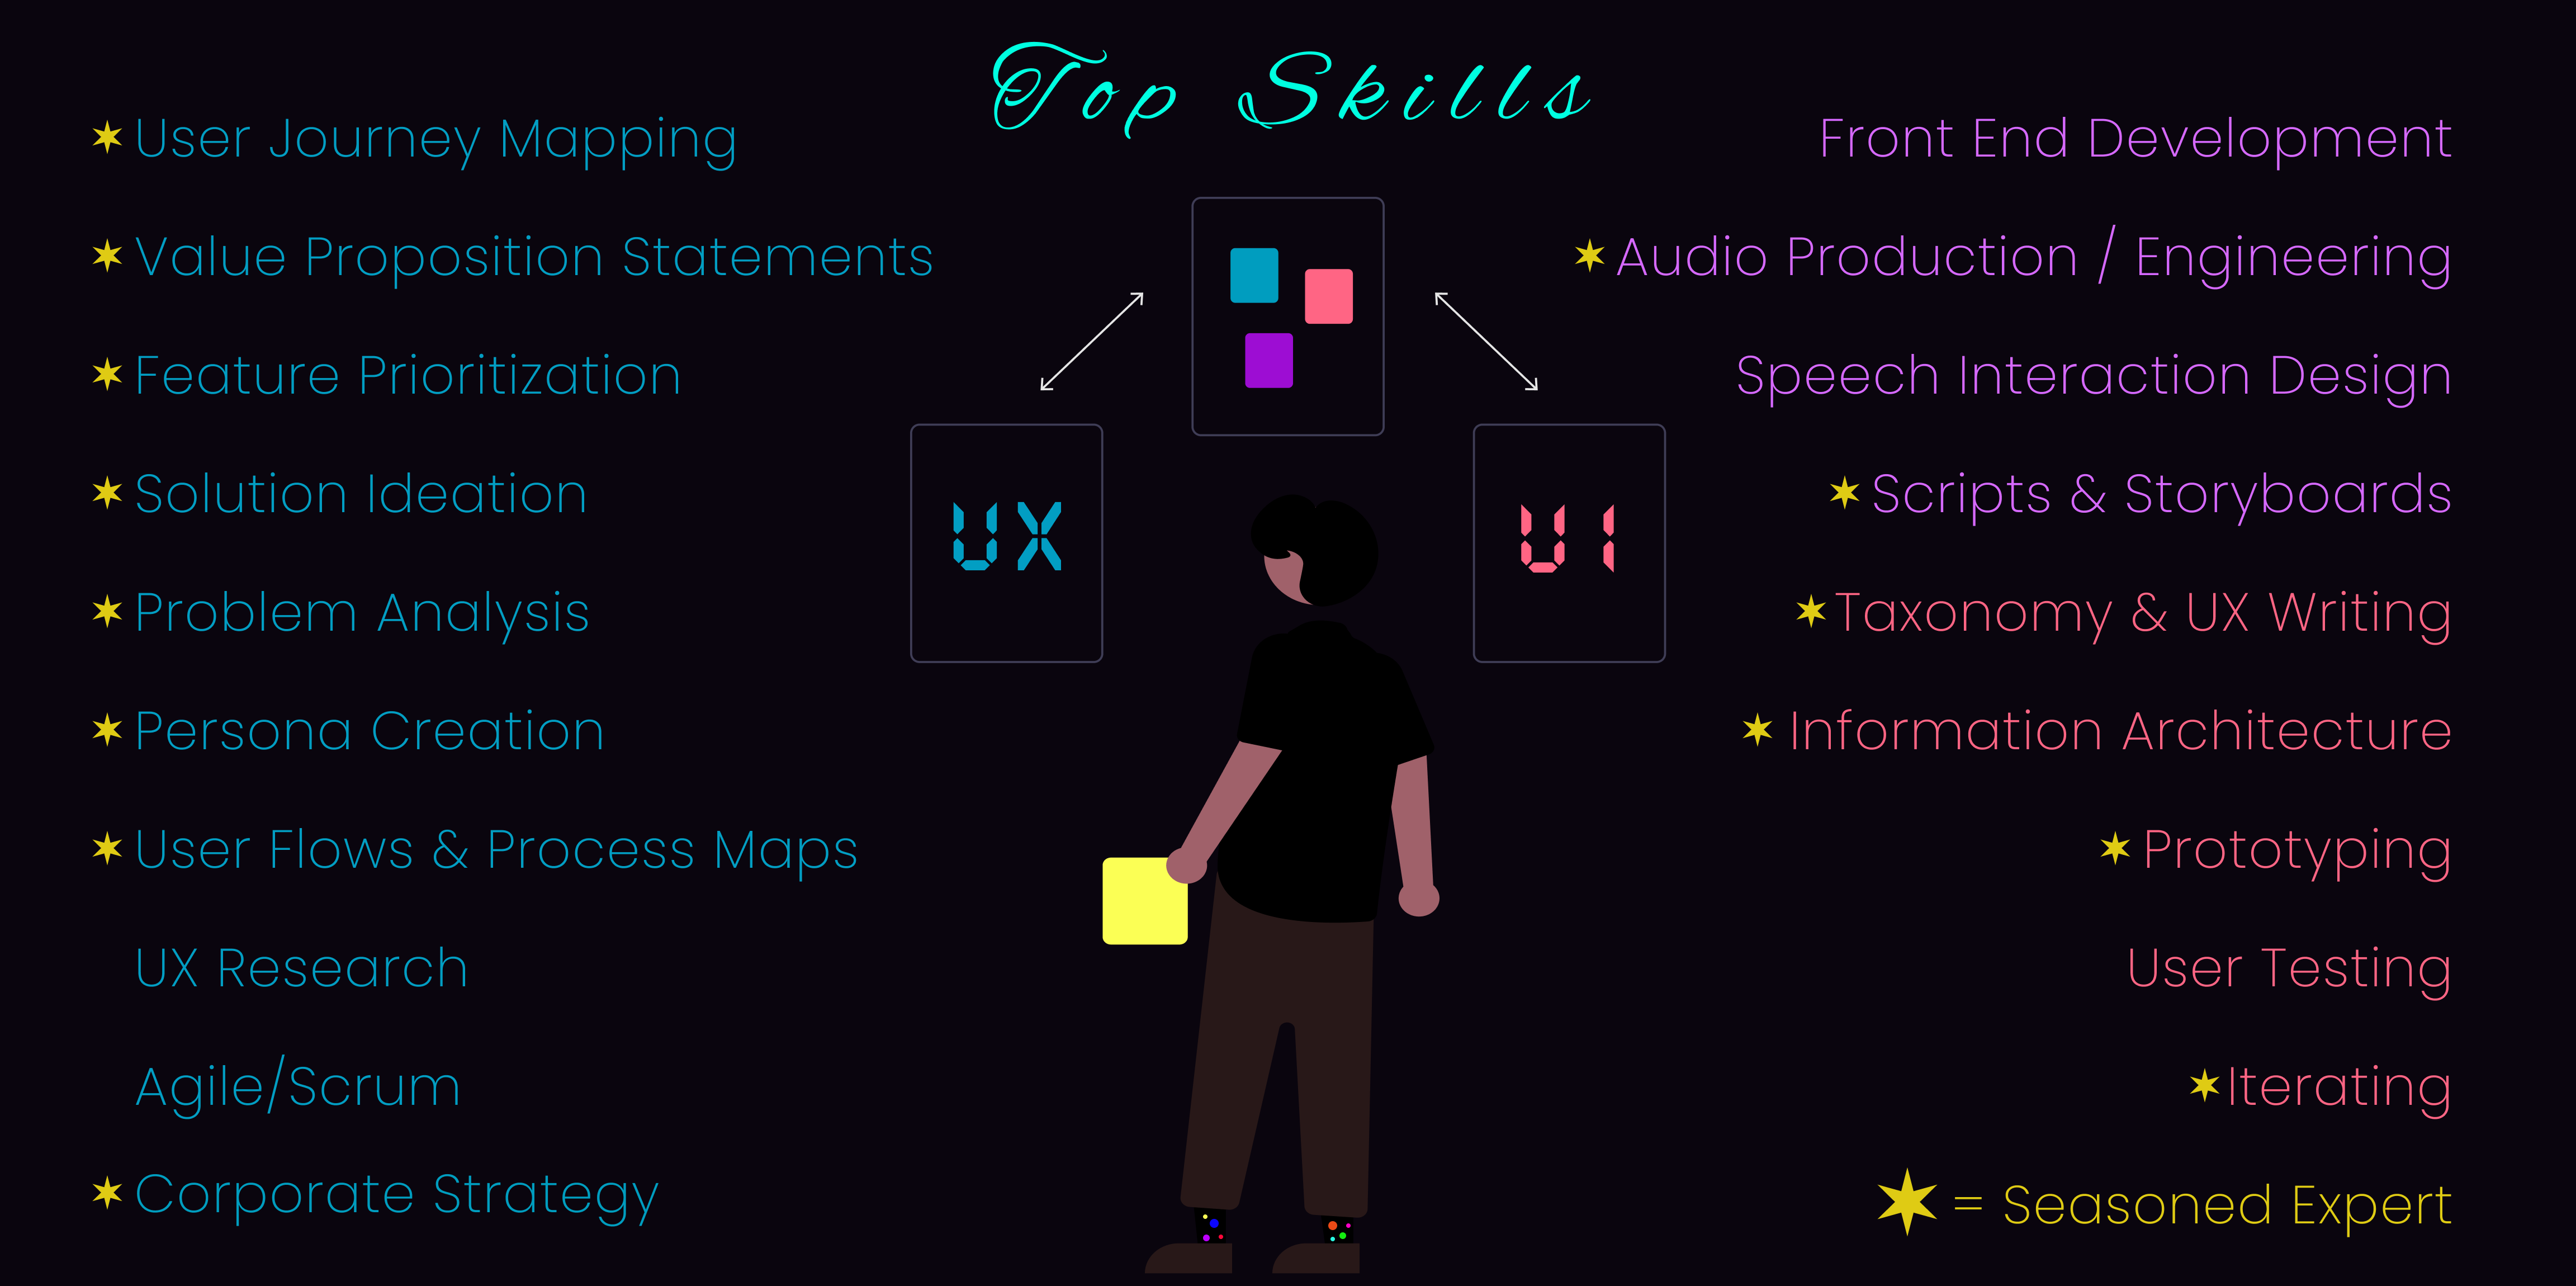 Top Skills
✶ User Journey Mapping
✶ Value Proposition Statements
✶ Feature Prioritization
✶ Solution Ideation
✶ Problem Analysis
✶ Persona Creation
✶ User Flows & Process Maps
UX Research
Agile/Scrum
✶ Corporate Strategy
UX
UI
Front End Development
✶ Audio Production / Engineering
Speech Interaction Design
✶ Scripts & Storyboards
✶ Taxonomy & UX Writing
✶ Information Architecture
✶ Prototyping
User Testing
✶ Iterating
✶ = Seasoned Expert